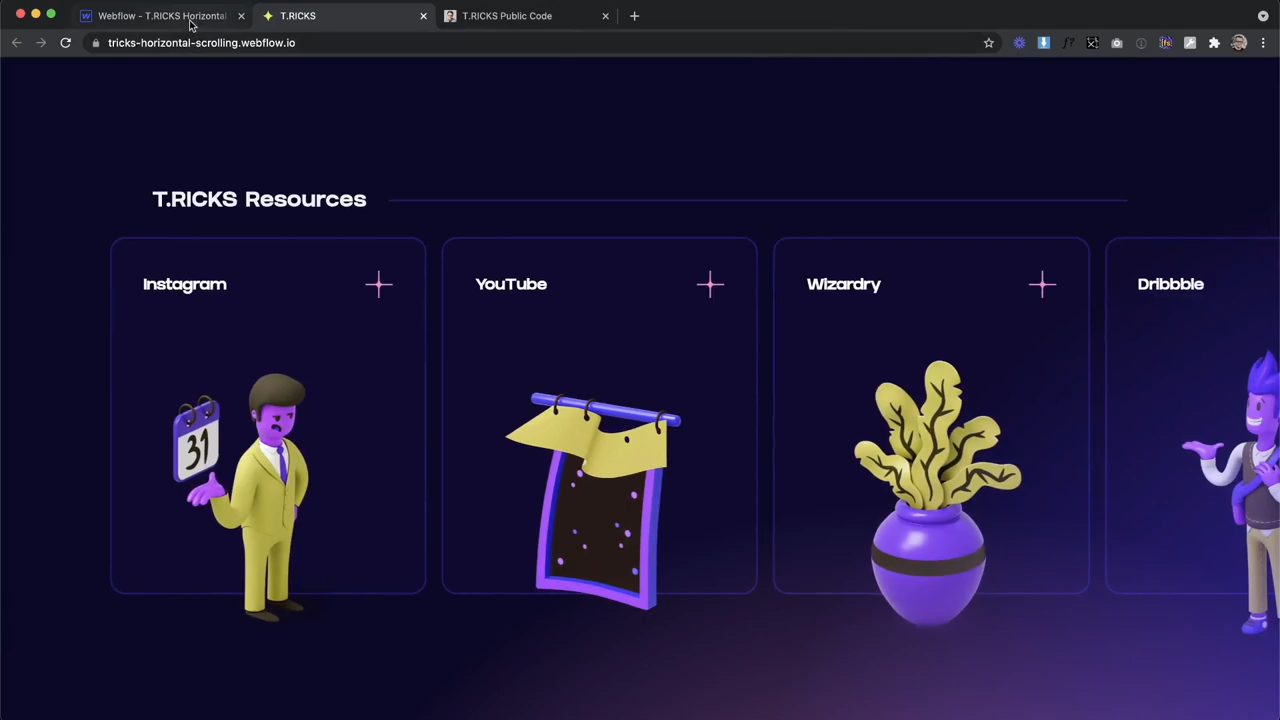 Webflow - T.RICKS Horizontal
T.RICKS
T.RICKS Public Code
tricks-horizontal-scrolling.webflow.io
T.RICKS Resources
Instagram
YouTube
Wizardry
Dribbble
31